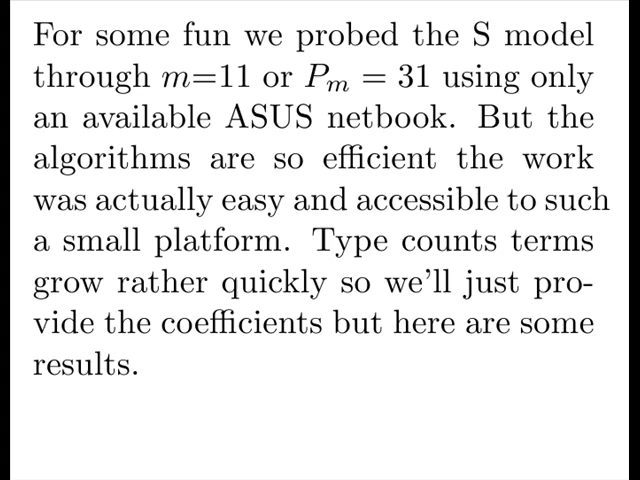 For some fun we probed the S model
through m=11 or Pₘ = 31 using only
an available ASUS netbook. But the
algorithms are so efficient the work
was actually easy and accessible to such
a small platform. Type counts terms
grow rather quickly so we'll just pro-
vide the coefficients but here are some
results.